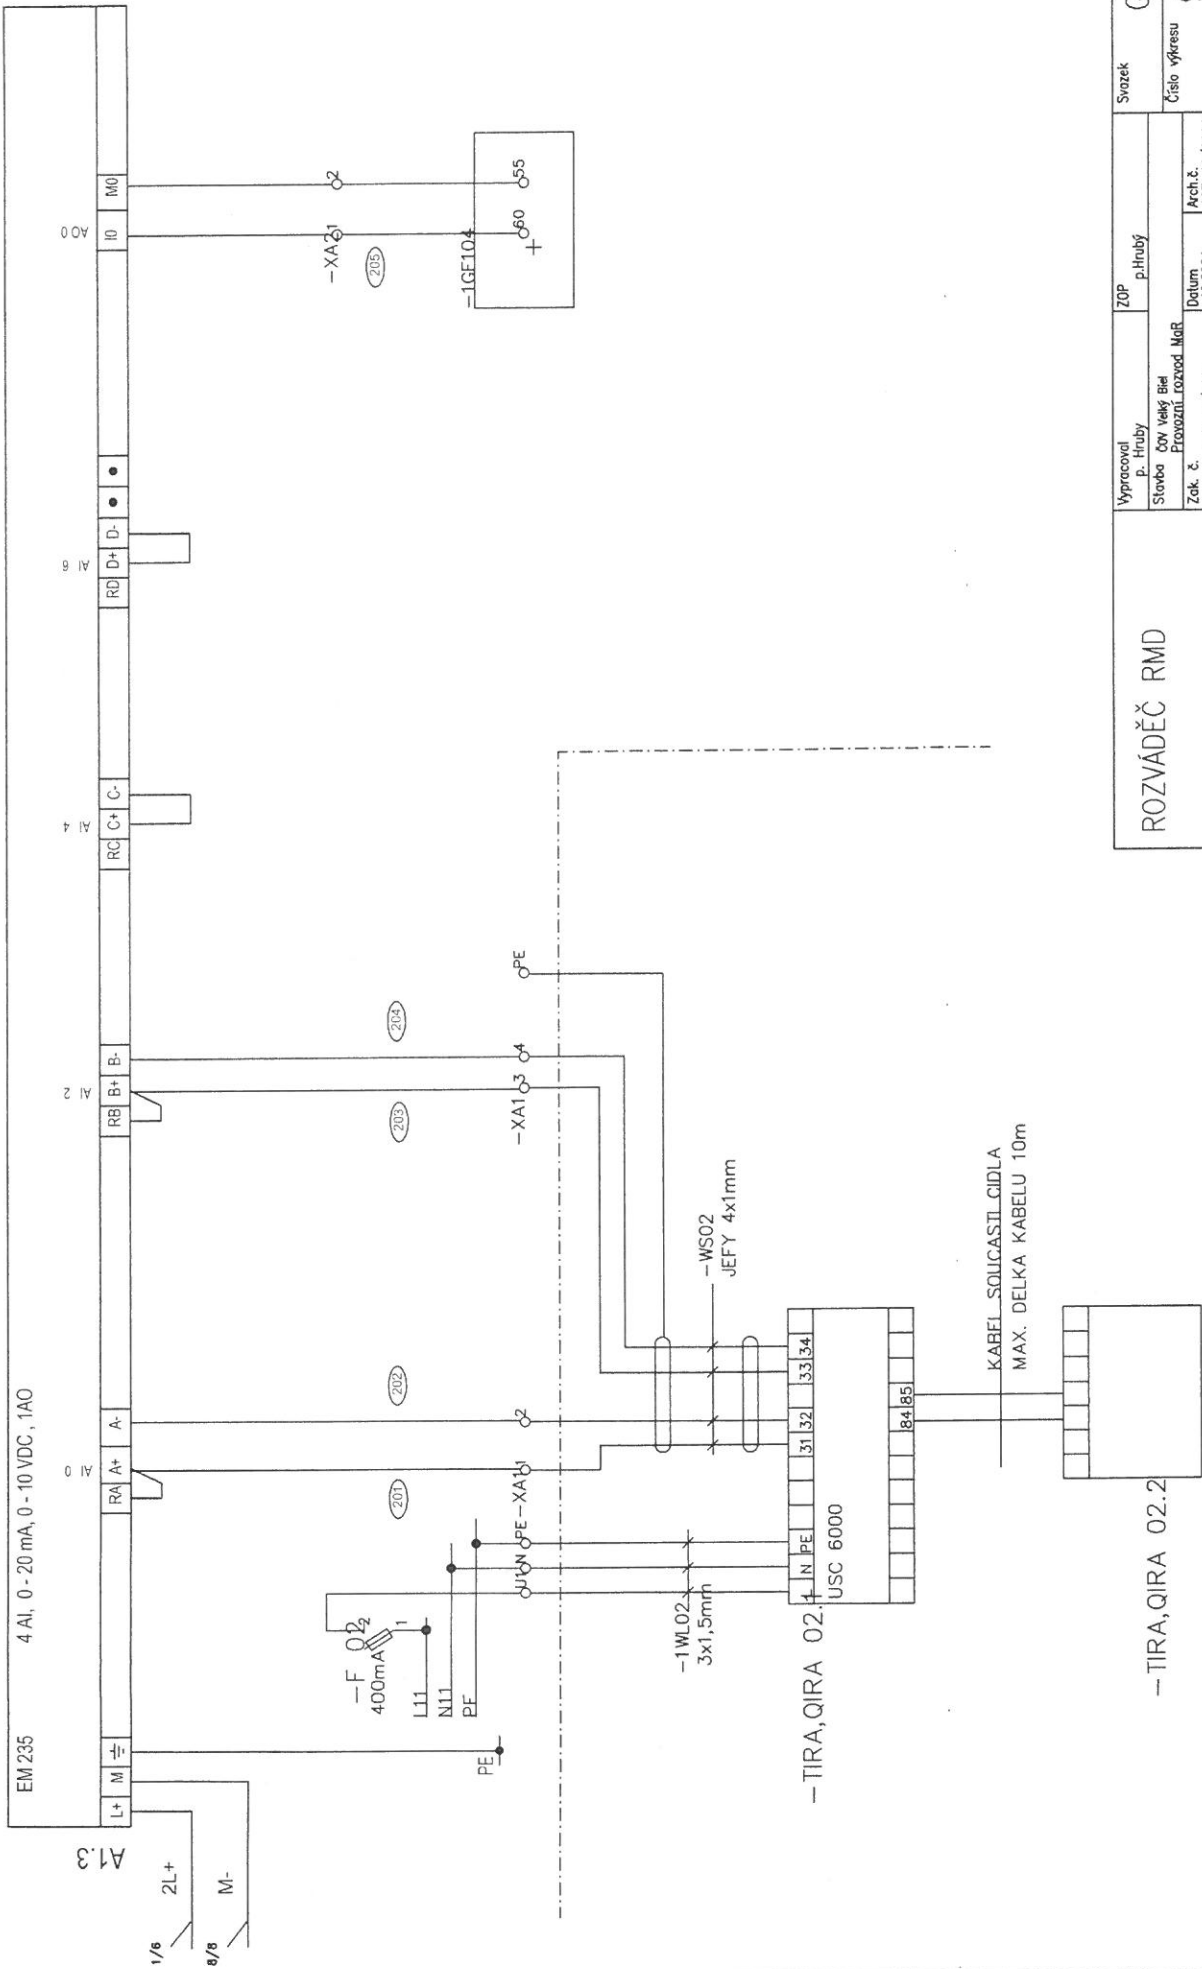 EM 235
4 AI, 0 - 20 mA, 0 - 10 VDC , 1AO
A1.3
AI 0
AI 2
AI 4
AI 6
AO 0
L+ M
RA A+ A-
RB B+ B-
RC C+ C-
RD D+ D-
I0 M0
1/6 2L+
8/8 M-
201
202
203
204
205
-XA2 1 2
-1GF104
60 55
+
-F 02
400mA
2
1
L11
N11
PE
PE
U1 N PE -XA1 1
2
-XA1 3
4
PE
-1WL02
3x1,5mm
-WS02
JEFY 4x1mm
L N PE 31 32 33 34
USC 6000
84 85
-TIRA,QIRA 02.1
KABEL SOUCASTI CIDLA
MAX. DELKA KABELU 10m
-TIRA,QIRA 02.2
ROZVÁDĚČ RMD
Vypracoval
p. Hruby
ZOP
p.Hrubý
Svazek
Stavba ČOV Velký Biel
Provozní rozvod MaR
Číslo výkresu
Zak. č.
Datum
Arch.č.